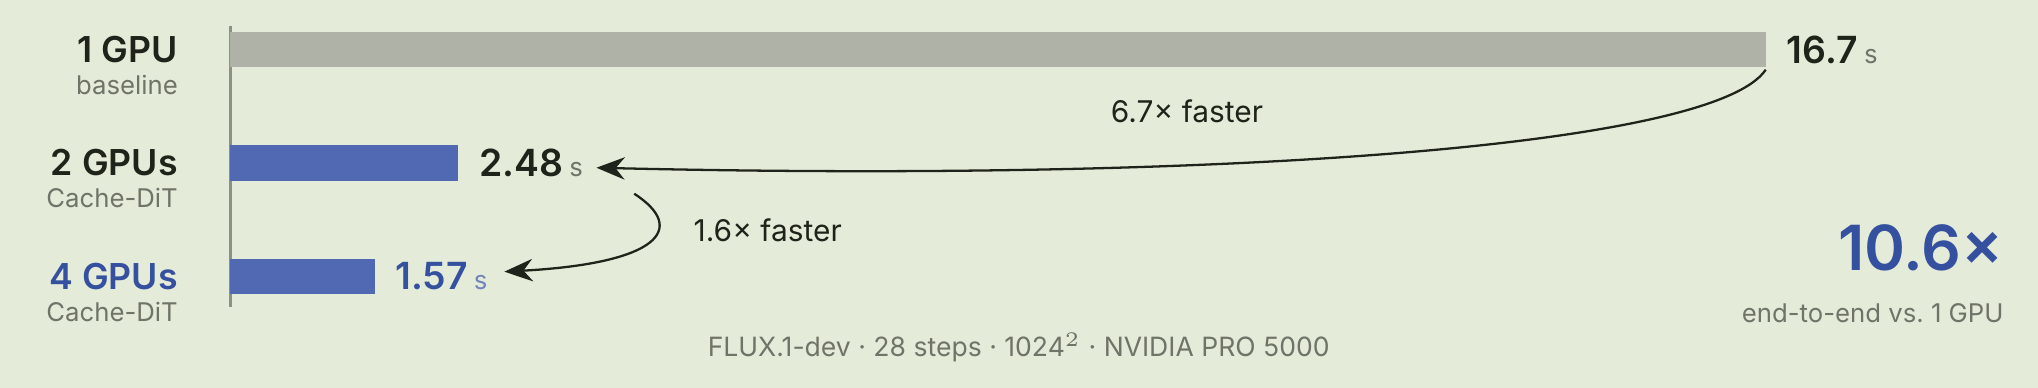 1 GPU
baseline
16.7 s
6.7× faster
2 GPUs
Cache-DiT
2.48 s
1.6× faster
4 GPUs
Cache-DiT
1.57 s
10.6×
end-to-end vs. 1 GPU
FLUX.1-dev · 28 steps · 1024² · NVIDIA PRO 5000